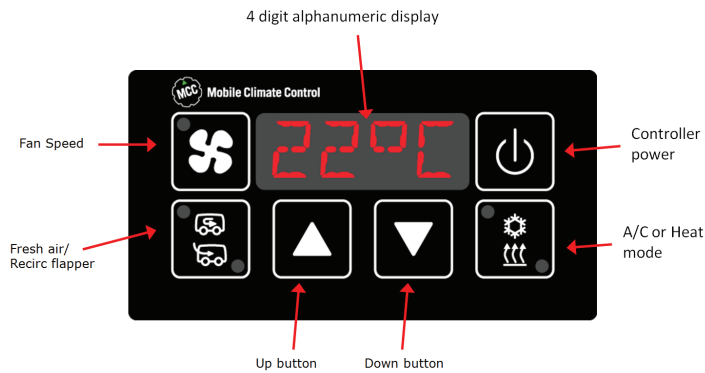 4 digit alphanumeric display
MCC Mobile Climate Control
22°C
Fan Speed
Controller
power
Fresh air/
Recirc flapper
A/C or Heat
mode
Up button
Down button